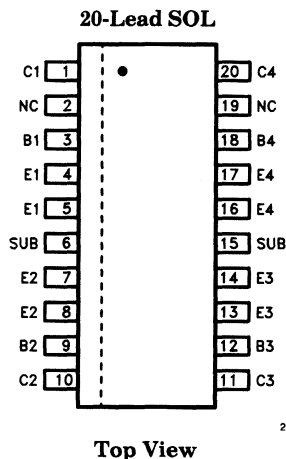 20-Lead SOL
C1 1 20 C4
NC 2 19 NC
B1 3 18 B4
E1 4 17 E4
E1 5 16 E4
SUB 6 15 SUB
E2 7 14 E3
E2 8 13 E3
B2 9 12 B3
C2 10 11 C3
2
Top View